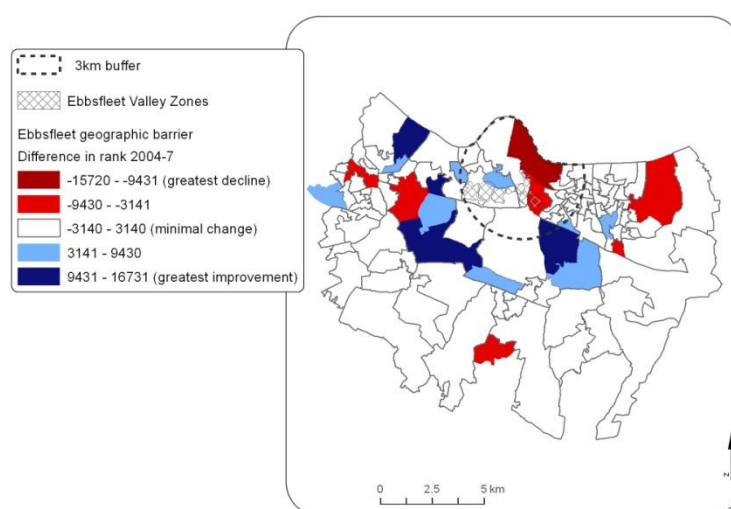 3km buffer
Ebbsfleet Valley Zones
Ebbsfleet geographic barrier
Difference in rank 2004-7
-15720 - -9431 (greatest decline)
-9430 - -3141
-3140 - 3140 (minimal change)
3141 - 9430
9431 - 16731 (greatest improvement)
z
0 2.5 5 km